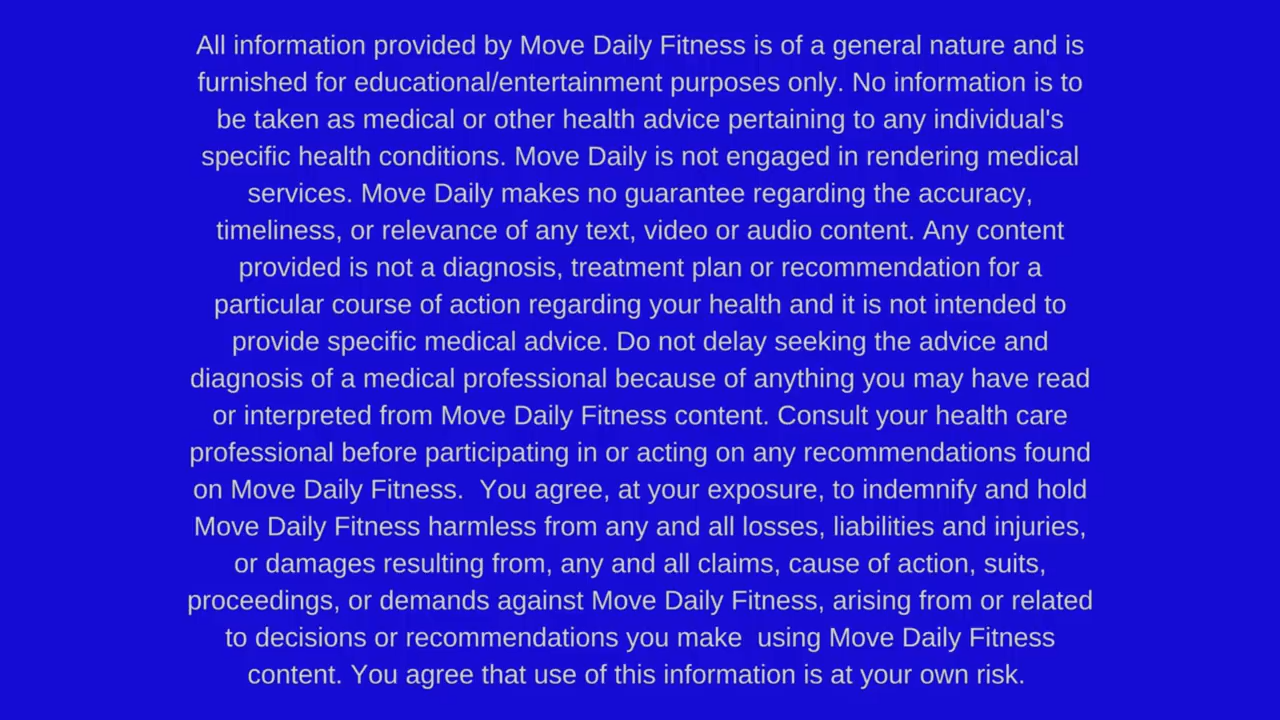 All information provided by Move Daily Fitness is of a general nature and is
furnished for educational/entertainment purposes only. No information is to
be taken as medical or other health advice pertaining to any individual's
specific health conditions. Move Daily is not engaged in rendering medical
services. Move Daily makes no guarantee regarding the accuracy,
timeliness, or relevance of any text, video or audio content. Any content
provided is not a diagnosis, treatment plan or recommendation for a
particular course of action regarding your health and it is not intended to
provide specific medical advice. Do not delay seeking the advice and
diagnosis of a medical professional because of anything you may have read
or interpreted from Move Daily Fitness content. Consult your health care
professional before participating in or acting on any recommendations found
on Move Daily Fitness.  You agree, at your exposure, to indemnify and hold
Move Daily Fitness harmless from any and all losses, liabilities and injuries,
or damages resulting from, any and all claims, cause of action, suits,
proceedings, or demands against Move Daily Fitness, arising from or related
to decisions or recommendations you make  using Move Daily Fitness
content. You agree that use of this information is at your own risk.